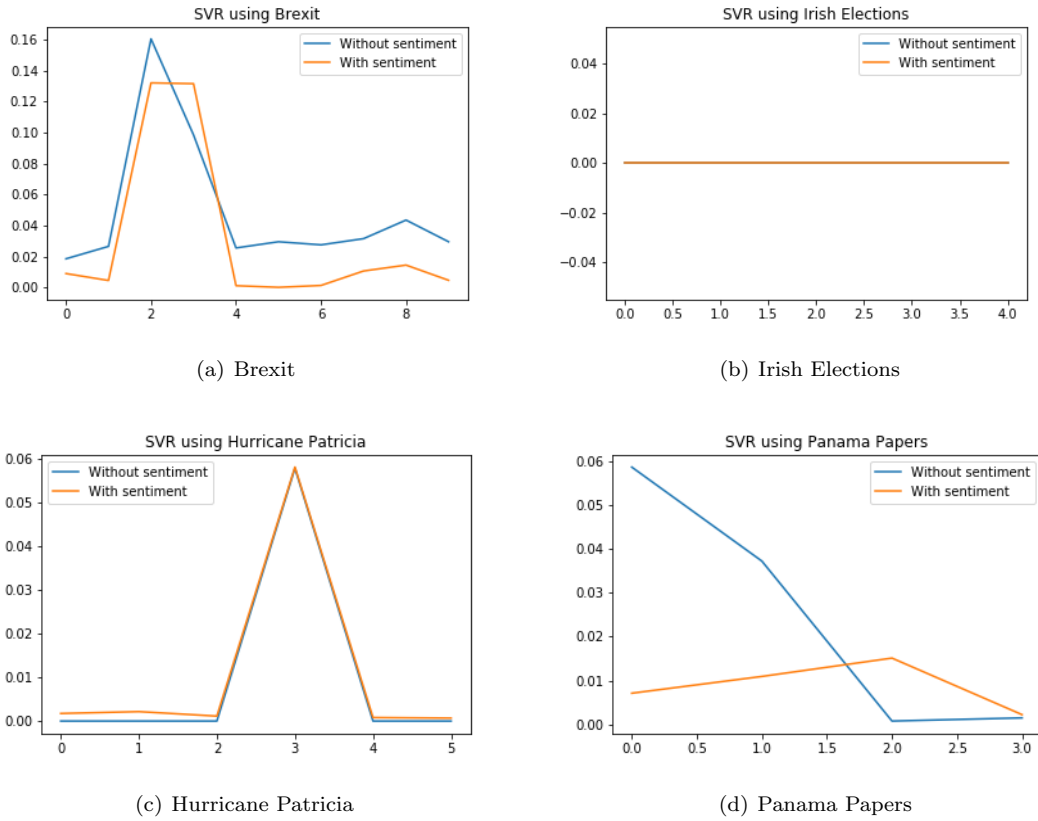 SVR using Brexit
Without sentiment
With sentiment
0.16
0.14
0.12
0.10
0.08
0.06
0.04
0.02
0.00
0 2 4 6 8
(a) Brexit
SVR using Irish Elections
Without sentiment
With sentiment
0.04
0.02
0.00
−0.02
−0.04
0.0 0.5 1.0 1.5 2.0 2.5 3.0 3.5 4.0
(b) Irish Elections
SVR using Hurricane Patricia
Without sentiment
With sentiment
0.06
0.05
0.04
0.03
0.02
0.01
0.00
0 1 2 3 4 5
(c) Hurricane Patricia
SVR using Panama Papers
Without sentiment
With sentiment
0.06
0.05
0.04
0.03
0.02
0.01
0.00
0.0 0.5 1.0 1.5 2.0 2.5 3.0
(d) Panama Papers